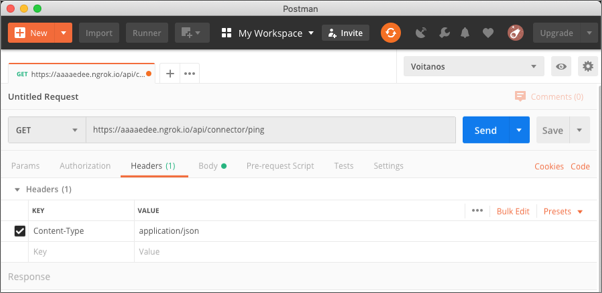 Postman
New Import Runner My Workspace Invite Upgrade
GET https://aaaaedee.ngrok.io/api/c... + ••• Voitanos
Untitled Request Comments (0)
GET https://aaaaedee.ngrok.io/api/connector/ping Send Save
Params Authorization Headers (1) Body Pre-request Script Tests Settings Cookies Code
Headers (1)
KEY VALUE ••• Bulk Edit Presets
Content-Type application/json
Key Value
Response